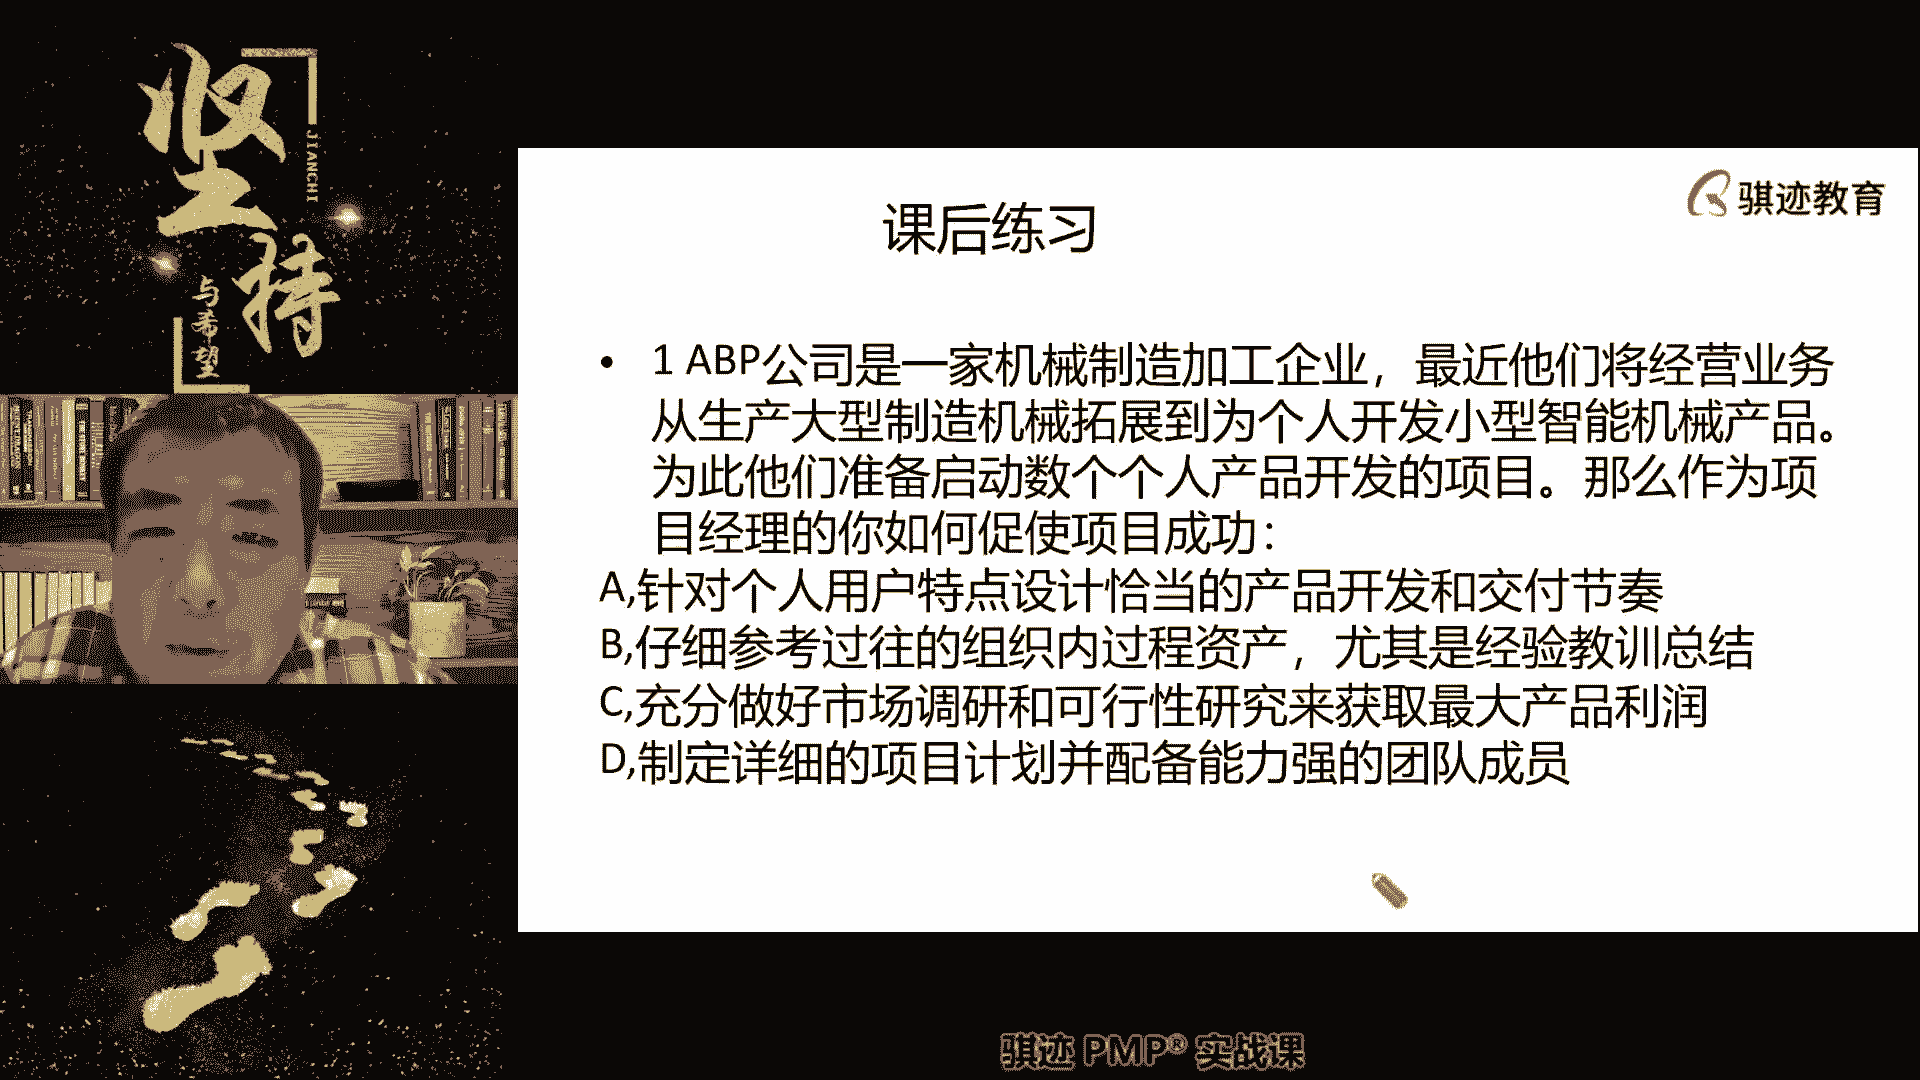 坚持
JIANCHI
与希望
骐迹教育
课后练习
• 1 ABP公司是一家机械制造加工企业，最近他们将经营业务
从生产大型制造机械拓展到为个人开发小型智能机械产品。
为此他们准备启动数个个人产品开发的项目。那么作为项
目经理的你如何促使项目成功：
A,针对个人用户特点设计恰当的产品开发和交付节奏
B,仔细参考过往的组织内过程资产，尤其是经验教训总结
C,充分做好市场调研和可行性研究来获取最大产品利润
D,制定详细的项目计划并配备能力强的团队成员
骐迹 PMP® 实战课